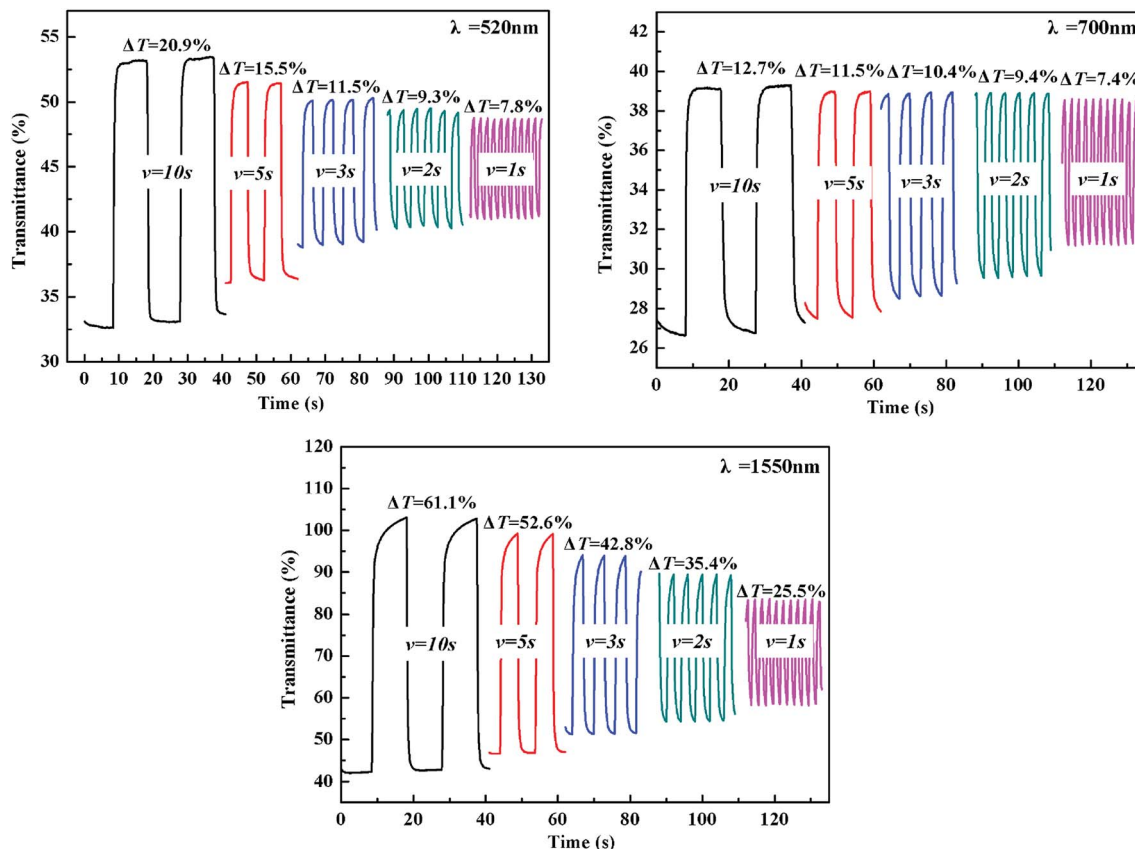 λ =520nm
ΔT=20.9%
ΔT=15.5%
ΔT=11.5%
ΔT=9.3%
ΔT=7.8%
v=10s
v=5s
v=3s
v=2s
v=1s
55
50
45
40
35
30
Transmittance (%)
0 10 20 30 40 50 60 70 80 90 100 110 120 130
Time (s)
λ =700nm
ΔT=12.7%
ΔT=11.5%
ΔT=10.4%
ΔT=9.4%
ΔT=7.4%
v=10s
v=5s
v=3s
v=2s
v=1s
42
40
38
36
34
32
30
28
26
Transmittance (%)
0 20 40 60 80 100 120
Time (s)
λ =1550nm
ΔT=61.1%
ΔT=52.6%
ΔT=42.8%
ΔT=35.4%
ΔT=25.5%
v=10s
v=5s
v=3s
v=2s
v=1s
120
110
100
90
80
70
60
50
40
Transmittance (%)
0 20 40 60 80 100 120
Time (s)